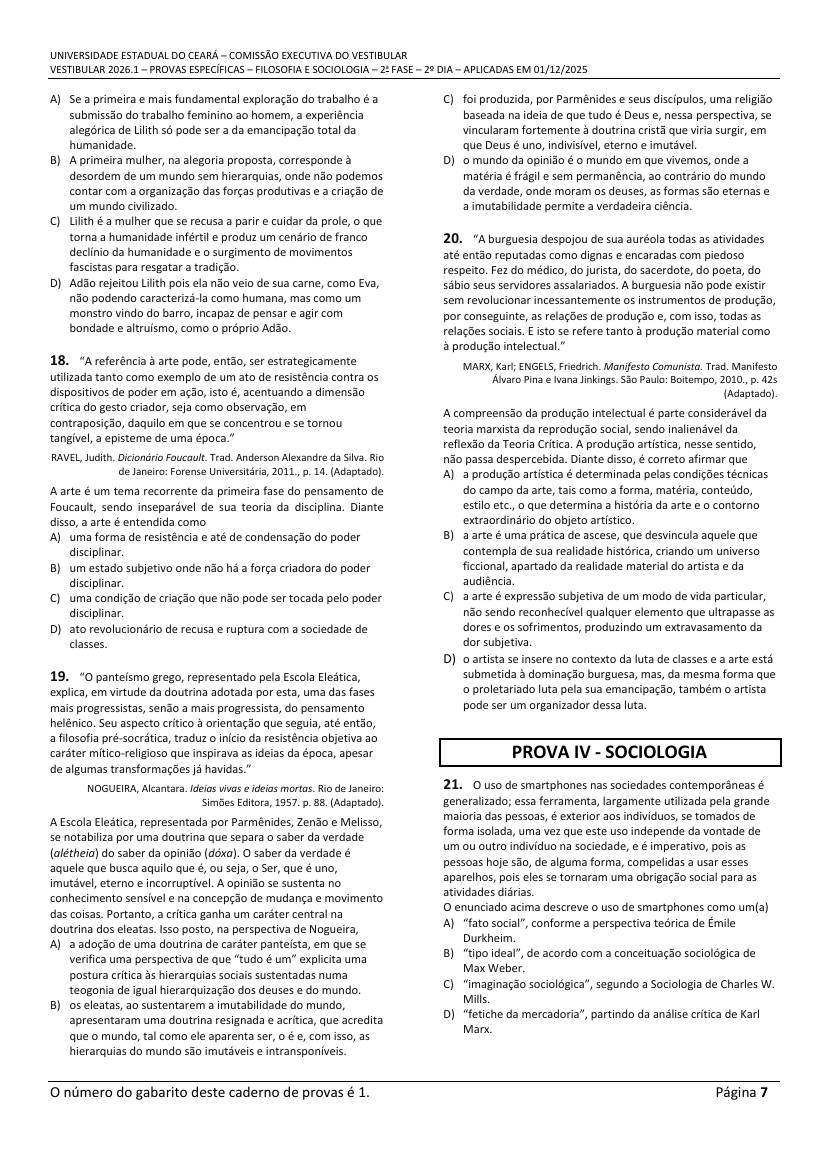 UNIVERSIDADE ESTADUAL DO CEARÁ – COMISSÃO EXECUTIVA DO VESTIBULAR
VESTIBULAR 2026.1 – PROVAS ESPECÍFICAS – FILOSOFIA E SOCIOLOGIA – 2ª FASE – 2º DIA – APLICADAS EM 01/12/2025
A) Se a primeira e mais fundamental exploração do trabalho é a
submissão do trabalho feminino ao homem, a experiência
alegórica de Lilith só pode ser a da emancipação total da
humanidade.
B) A primeira mulher, na alegoria proposta, corresponde à
desordem de um mundo sem hierarquias, onde não podemos
contar com a organização das forças produtivas e a criação de
um mundo civilizado.
C) Lilith é a mulher que se recusa a parir e cuidar da prole, o que
torna a humanidade infértil e produz um cenário de franco
declínio da humanidade e o surgimento de movimentos
fascistas para resgatar a tradição.
D) Adão rejeitou Lilith pois ela não veio de sua carne, como Eva,
não podendo caracterizá-la como humana, mas como um
monstro vindo do barro, incapaz de pensar e agir com
bondade e altruísmo, como o próprio Adão.
18. “A referência à arte pode, então, ser estrategicamente
utilizada tanto como exemplo de um ato de resistência contra os
dispositivos de poder em ação, isto é, acentuando a dimensão
crítica do gesto criador, seja como observação, em
contraposição, daquilo em que se concentrou e se tornou
tangível, a episteme de uma época.”
RAVEL, Judith. Dicionário Foucault. Trad. Anderson Alexandre da Silva. Rio
de Janeiro: Forense Universitária, 2011., p. 14. (Adaptado).
A arte é um tema recorrente da primeira fase do pensamento de
Foucault, sendo inseparável de sua teoria da disciplina. Diante
disso, a arte é entendida como
A) uma forma de resistência e até de condensação do poder
disciplinar.
B) um estado subjetivo onde não há a força criadora do poder
disciplinar.
C) uma condição de criação que não pode ser tocada pelo poder
disciplinar.
D) ato revolucionário de recusa e ruptura com a sociedade de
classes.
19. “O panteísmo grego, representado pela Escola Eleática,
explica, em virtude da doutrina adotada por esta, uma das fases
mais progressistas, senão a mais progressista, do pensamento
helênico. Seu aspecto crítico à orientação que seguia, até então,
a filosofia pré-socrática, traduz o início da resistência objetiva ao
caráter mítico-religioso que inspirava as ideias da época, apesar
de algumas transformações já havidas.”
NOGUEIRA, Alcantara. Ideias vivas e ideias mortas. Rio de Janeiro:
Simões Editora, 1957. p. 88. (Adaptado).
A Escola Eleática, representada por Parmênides, Zenão e Melisso,
se notabiliza por uma doutrina que separa o saber da verdade
(alétheia) do saber da opinião (dóxa). O saber da verdade é
aquele que busca aquilo que é, ou seja, o Ser, que é uno,
imutável, eterno e incorruptível. A opinião se sustenta no
conhecimento sensível e na concepção de mudança e movimento
das coisas. Portanto, a crítica ganha um caráter central na
doutrina dos eleatas. Isso posto, na perspectiva de Nogueira,
A) a adoção de uma doutrina de caráter panteísta, em que se
verifica uma perspectiva de que “tudo é um” explicita uma
postura crítica às hierarquias sociais sustentadas numa
teogonia de igual hierarquização dos deuses e do mundo.
B) os eleatas, ao sustentarem a imutabilidade do mundo,
apresentaram uma doutrina resignada e acrítica, que acredita
que o mundo, tal como ele aparenta ser, o é e, com isso, as
hierarquias do mundo são imutáveis e intransponíveis.
C) foi produzida, por Parmênides e seus discípulos, uma religião
baseada na ideia de que tudo é Deus e, nessa perspectiva, se
vincularam fortemente à doutrina cristã que viria surgir, em
que Deus é uno, indivisível, eterno e imutável.
D) o mundo da opinião é o mundo em que vivemos, onde a
matéria é frágil e sem permanência, ao contrário do mundo
da verdade, onde moram os deuses, as formas são eternas e
a imutabilidade permite a verdadeira ciência.
20. “A burguesia despojou de sua auréola todas as atividades
até então reputadas como dignas e encaradas com piedoso
respeito. Fez do médico, do jurista, do sacerdote, do poeta, do
sábio seus servidores assalariados. A burguesia não pode existir
sem revolucionar incessantemente os instrumentos de produção,
por conseguinte, as relações de produção e, com isso, todas as
relações sociais. E isto se refere tanto à produção material como
à produção intelectual.”
MARX, Karl; ENGELS, Friedrich. Manifesto Comunista. Trad. Manifesto
Álvaro Pina e Ivana Jinkings. São Paulo: Boitempo, 2010., p. 42s
(Adaptado).
A compreensão da produção intelectual é parte considerável da
teoria marxista da reprodução social, sendo inalienável da
reflexão da Teoria Crítica. A produção artística, nesse sentido,
não passa despercebida. Diante disso, é correto afirmar que
A) a produção artística é determinada pelas condições técnicas
do campo da arte, tais como a forma, matéria, conteúdo,
estilo etc., o que determina a história da arte e o contorno
extraordinário do objeto artístico.
B) a arte é uma prática de ascese, que desvincula aquele que
contempla de sua realidade histórica, criando um universo
ficcional, apartado da realidade material do artista e da
audiência.
C) a arte é expressão subjetiva de um modo de vida particular,
não sendo reconhecível qualquer elemento que ultrapasse as
dores e os sofrimentos, produzindo um extravasamento da
dor subjetiva.
D) o artista se insere no contexto da luta de classes e a arte está
submetida à dominação burguesa, mas, da mesma forma que
o proletariado luta pela sua emancipação, também o artista
pode ser um organizador dessa luta.
PROVA IV - SOCIOLOGIA
21. O uso de smartphones nas sociedades contemporâneas é
generalizado; essa ferramenta, largamente utilizada pela grande
maioria das pessoas, é exterior aos indivíduos, se tomados de
forma isolada, uma vez que este uso independe da vontade de
um ou outro indivíduo na sociedade, e é imperativo, pois as
pessoas hoje são, de alguma forma, compelidas a usar esses
aparelhos, pois eles se tornaram uma obrigação social para as
atividades diárias.
O enunciado acima descreve o uso de smartphones como um(a)
A) “fato social”, conforme a perspectiva teórica de Émile
Durkheim.
B) “tipo ideal”, de acordo com a conceituação sociológica de
Max Weber.
C) “imaginação sociológica”, segundo a Sociologia de Charles W.
Mills.
D) “fetiche da mercadoria”, partindo da análise crítica de Karl
Marx.
O número do gabarito deste caderno de provas é 1.
Página 7